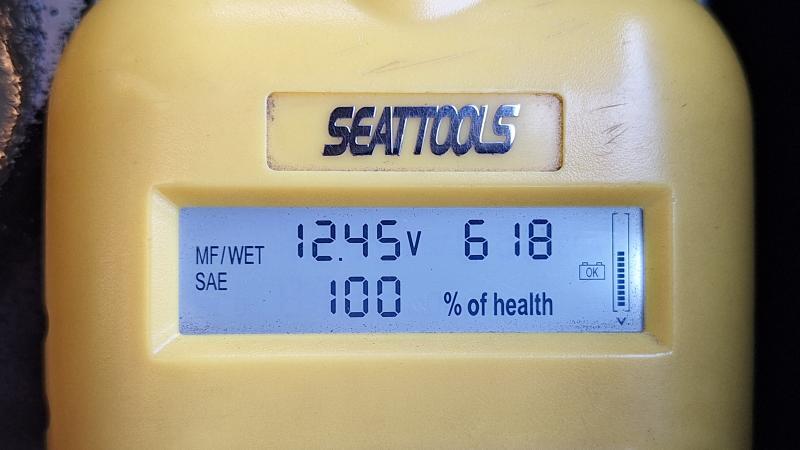 SEATTOOLS
MF/WET 12.45V 618
SAE 100 % of health
OK